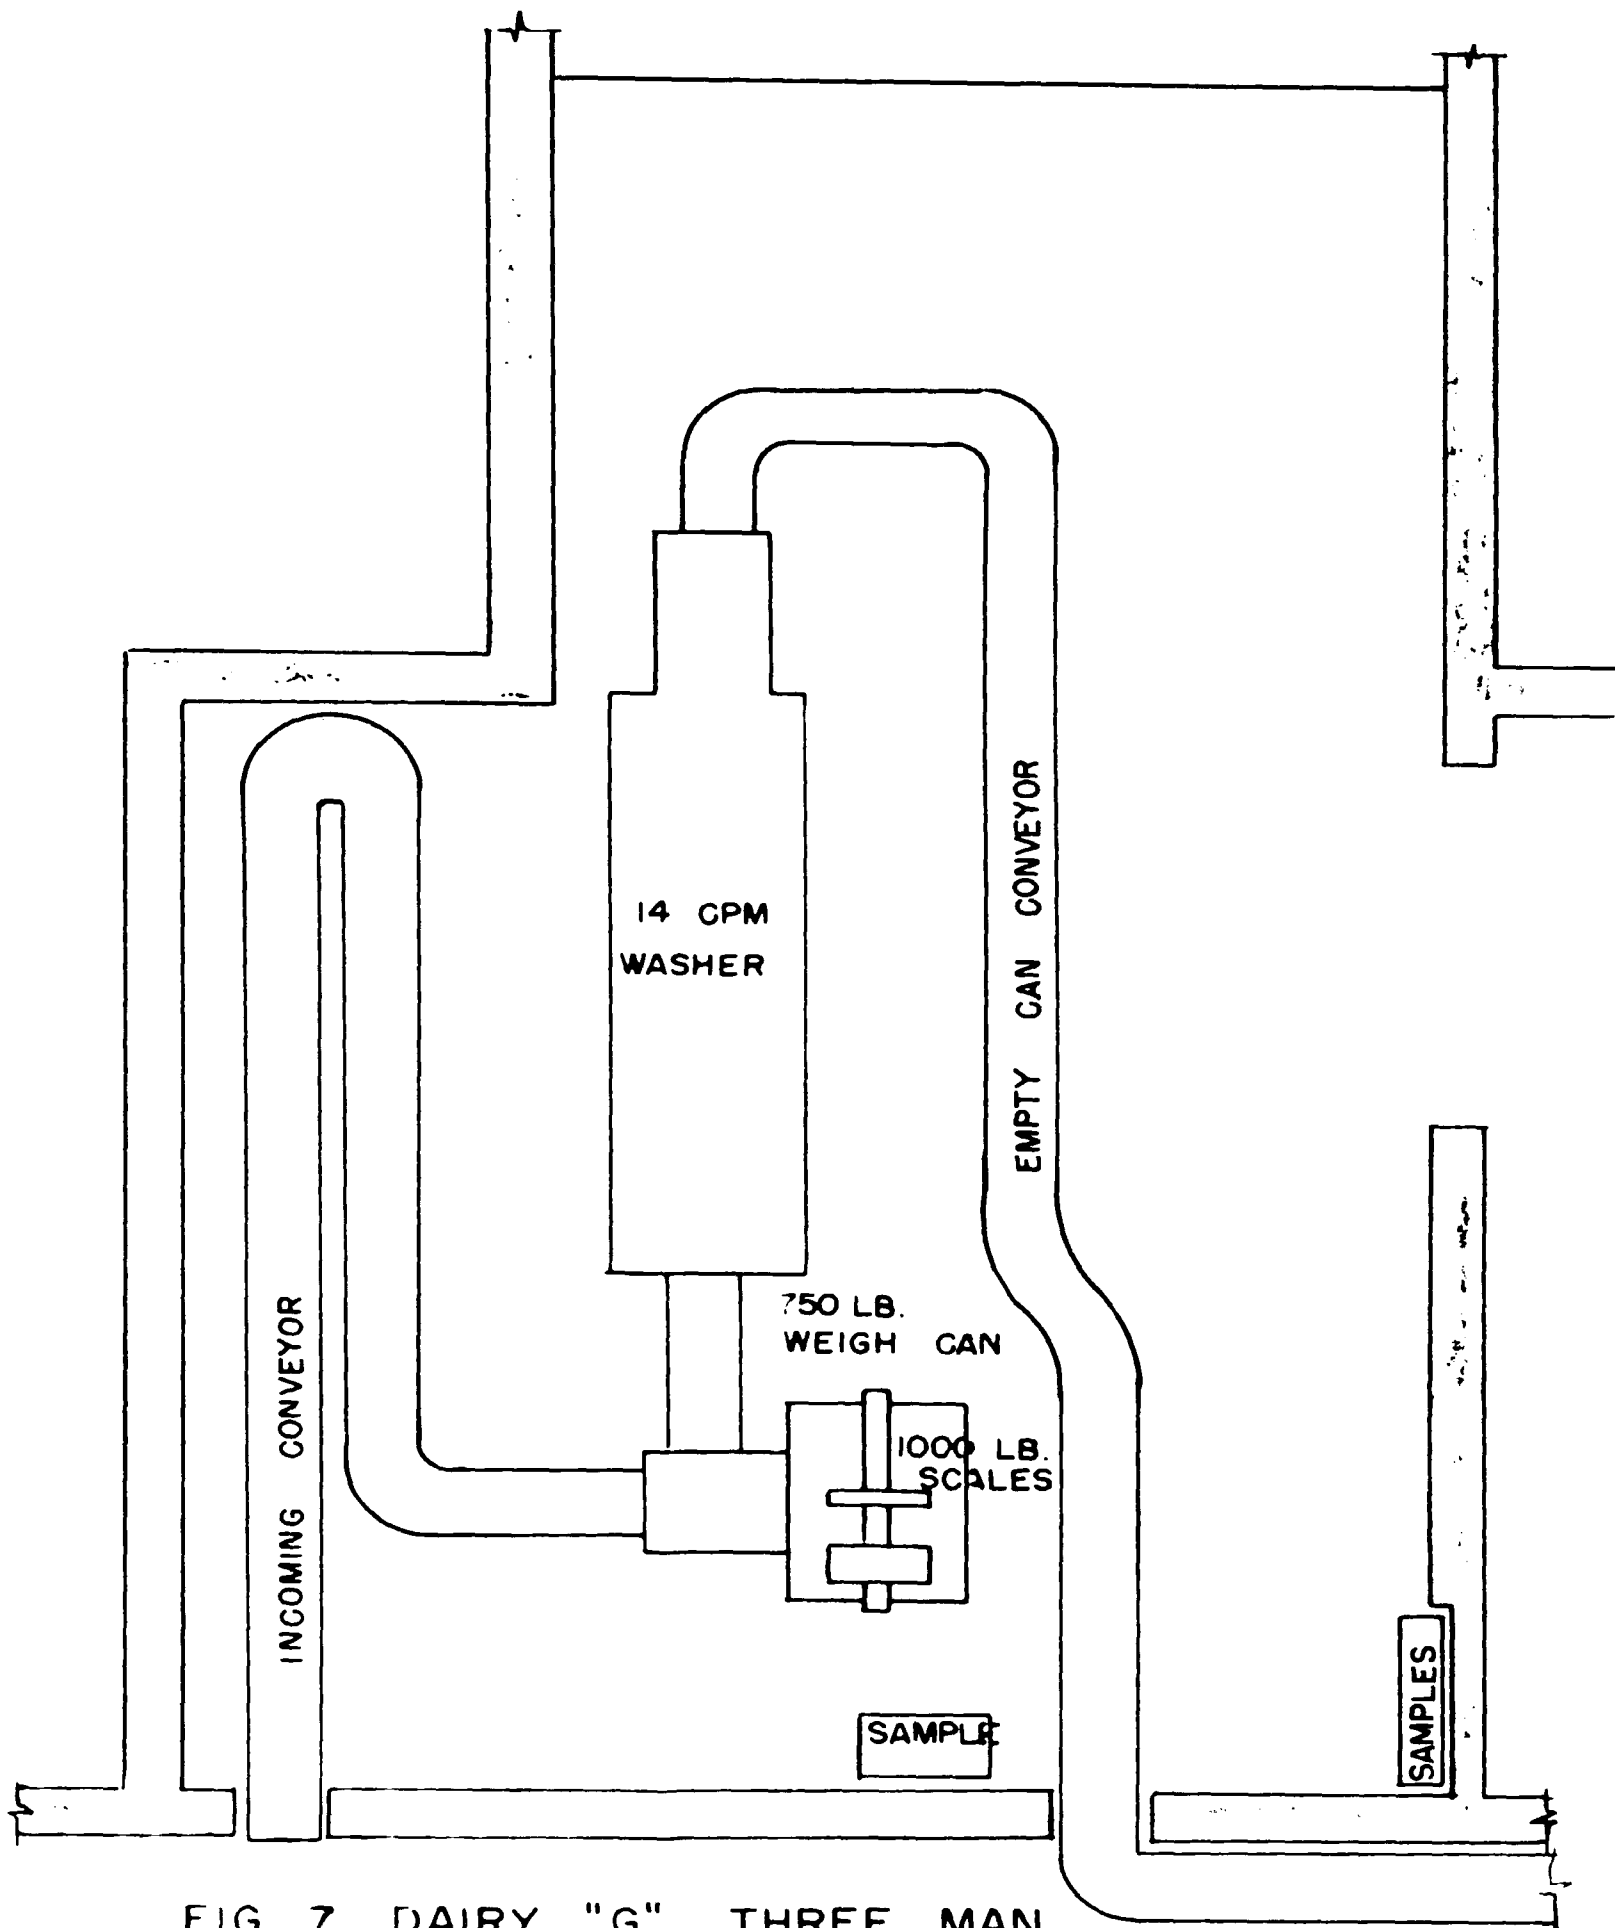 14 CPM
WASHER
EMPTY CAN CONVEYOR
INCOMING CONVEYOR
750 LB.
WEIGH CAN
1000 LB.
SCALES
SAMPLE
SAMPLES
FIG 7 DAIRY "G" THREE MAN